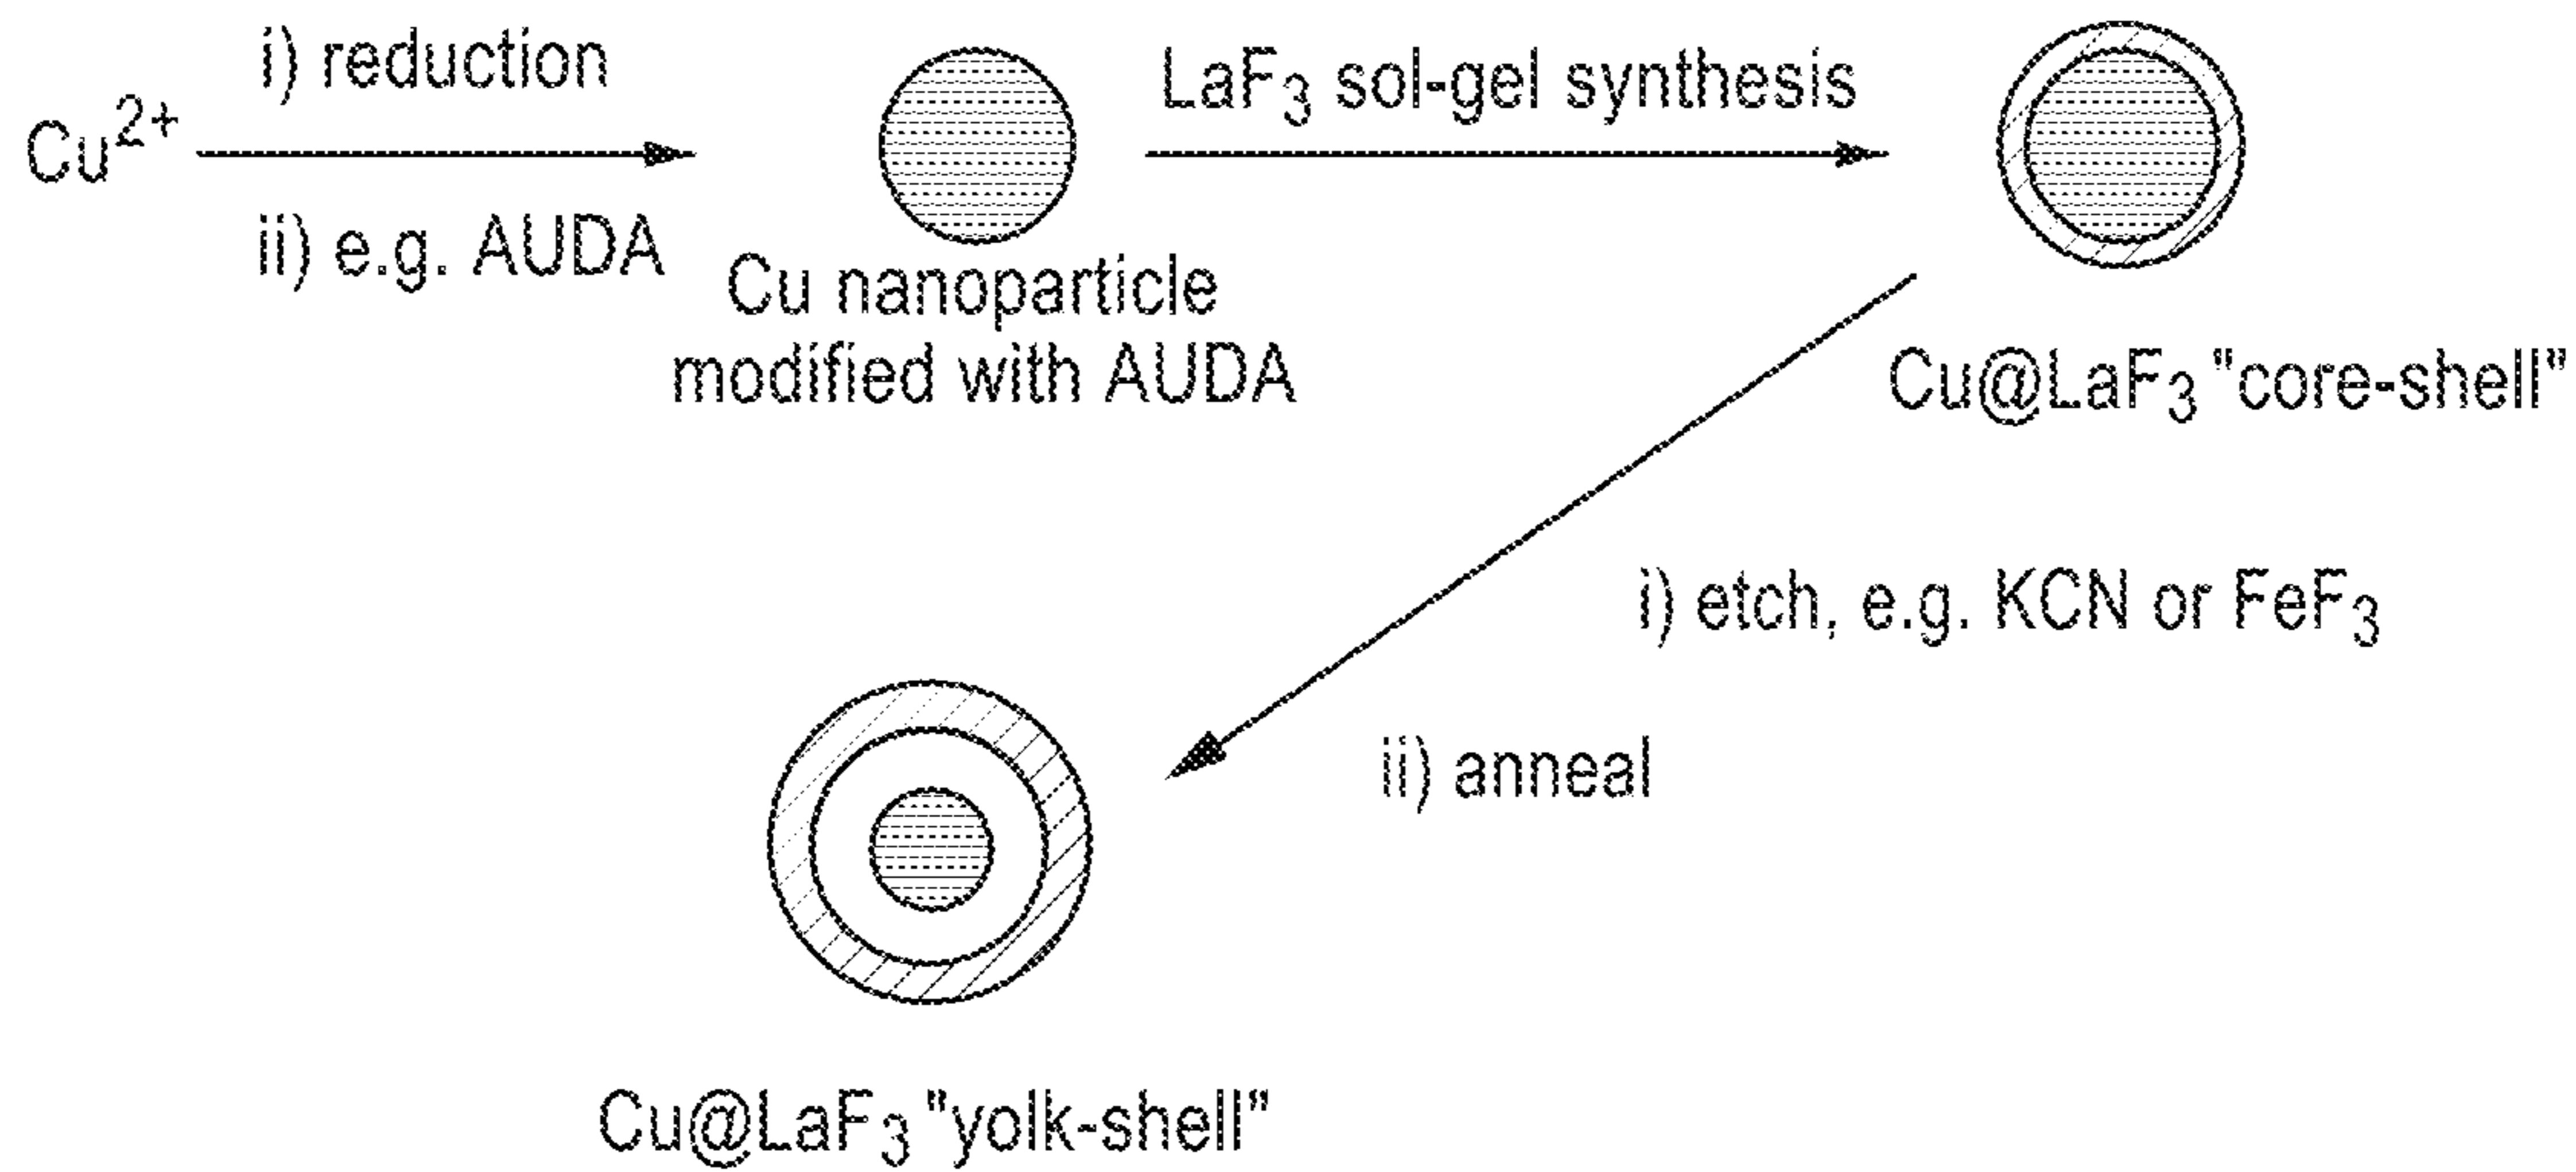 i) reduction
Cu²⁺
ii) e.g. AUDA
Cu nanoparticle
modified with AUDA
LaF₃ sol-gel synthesis
Cu@LaF₃ "core-shell"
i) etch, e.g. KCN or FeF₃
ii) anneal
Cu@LaF₃ "yolk-shell"